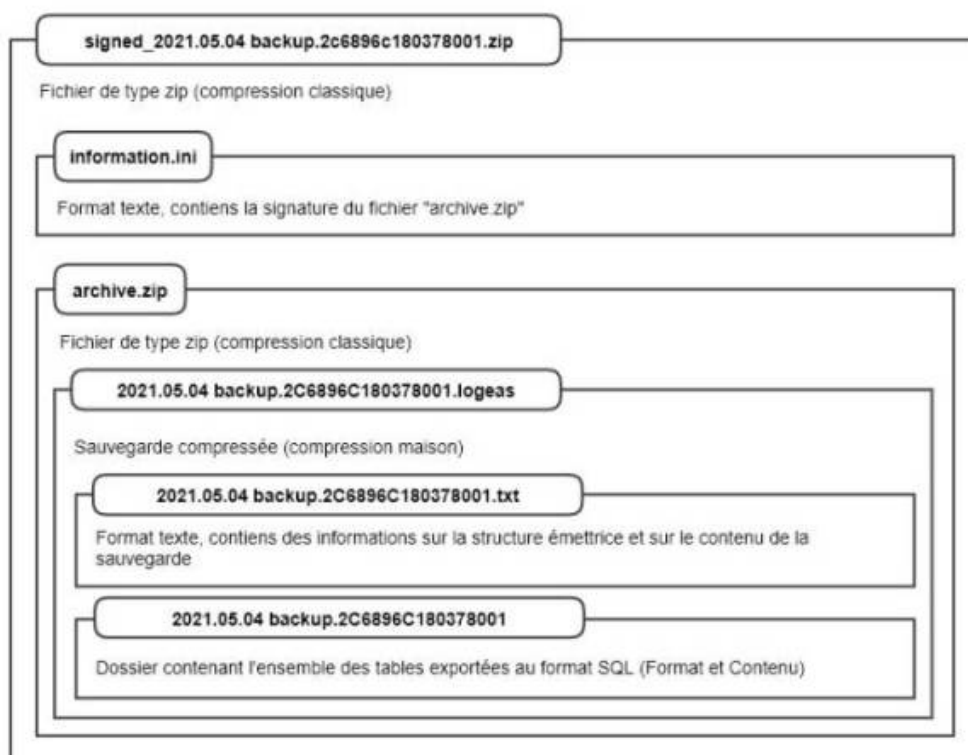 signed_2021.05.04 backup.2c6896c180378001.zip
Fichier de type zip (compression classique)
information.ini
Format texte, contiens la signature du fichier "archive.zip"
archive.zip
Fichier de type zip (compression classique)
2021.05.04 backup.2C6896C180378001.logeas
Sauvegarde compressée (compression maison)
2021.05.04 backup.2C6896C180378001.txt
Format texte, contiens des informations sur la structure émettrice et sur le contenu de la
sauvegarde
2021.05.04 backup.2C6896C180378001
Dossier contenant l'ensemble des tables exportées au format SQL (Format et Contenu)